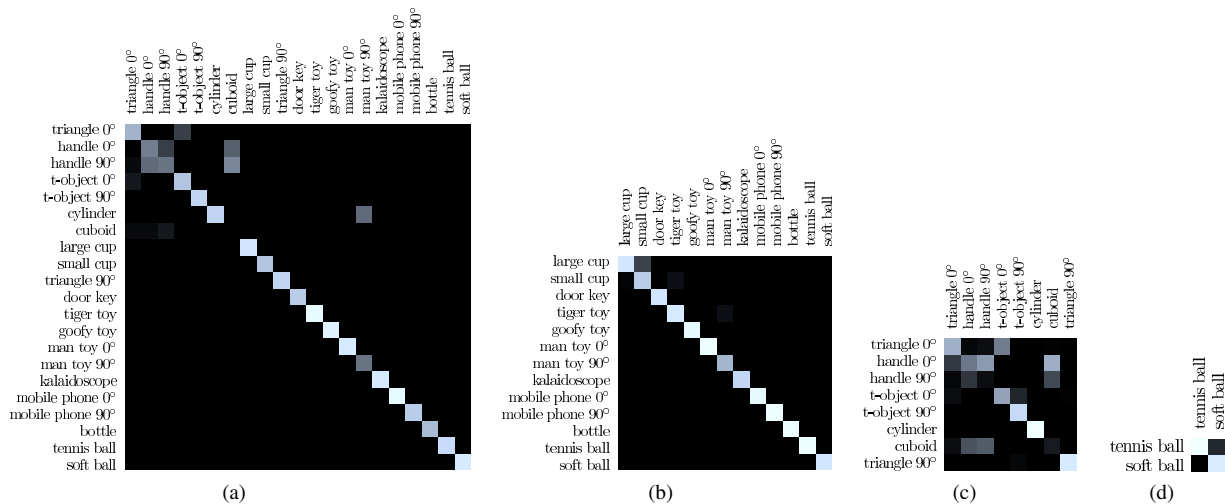 triangle 0°
handle 0°
handle 90°
t-object 0°
t-object 90°
cylinder
cuboid
large cup
small cup
triangle 90°
door key
tiger toy
goofy toy
man toy 0°
man toy 90°
kalaidoscope
mobile phone 0°
mobile phone 90°
bottle
tennis ball
soft ball
triangle 0°
handle 0°
handle 90°
t-object 0°
t-object 90°
cylinder
cuboid
large cup
small cup
triangle 90°
door key
tiger toy
goofy toy
man toy 0°
man toy 90°
kalaidoscope
mobile phone 0°
mobile phone 90°
bottle
tennis ball
soft ball
(a)
large cup
small cup
door key
tiger toy
goofy toy
man toy 0°
man toy 90°
kalaidoscope
mobile phone 0°
mobile phone 90°
bottle
tennis ball
soft ball
large cup
small cup
door key
tiger toy
goofy toy
man toy 0°
man toy 90°
kalaidoscope
mobile phone 0°
mobile phone 90°
bottle
tennis ball
soft ball
(b)
triangle 0°
handle 0°
handle 90°
t-object 0°
t-object 90°
cylinder
cuboid
triangle 90°
triangle 0°
handle 0°
handle 90°
t-object 0°
t-object 90°
cylinder
cuboid
triangle 90°
(c)
tennis ball
soft ball
tennis ball
soft ball
(d)